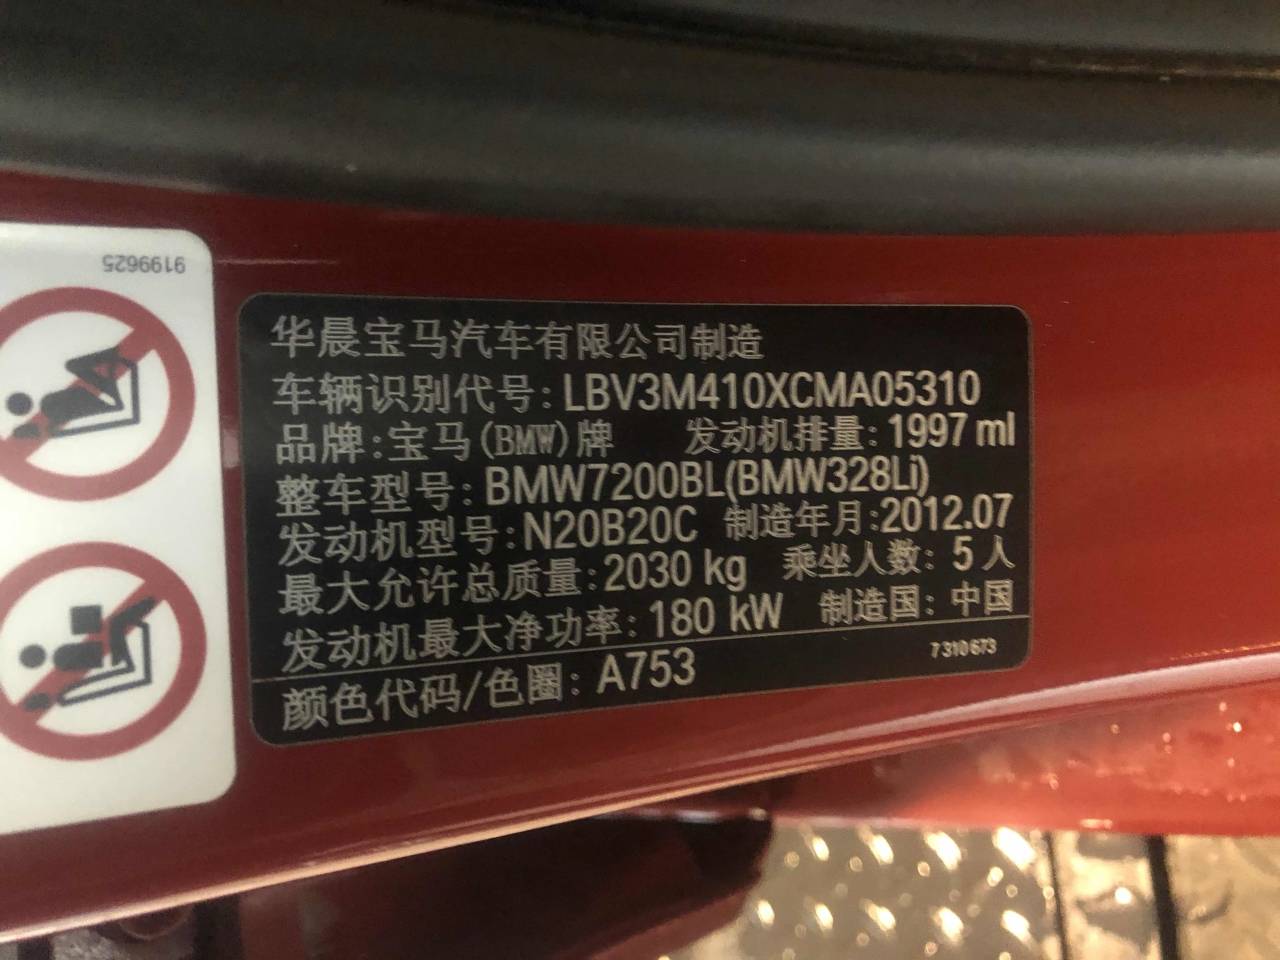 9199625
华晨宝马汽车有限公司制造
车辆识别代号:LBV3M410XCMA05310
品牌:宝马(BMW)牌 发动机排量:1997 ml
整车型号:BMW7200BL(BMW328Li)
发动机型号:N20B20C 制造年月:2012.07
最大允许总质量:2030 kg 乘坐人数: 5 人
发动机最大净功率: 180 kW 制造国: 中国
颜色代码/色圈: A753
7310673